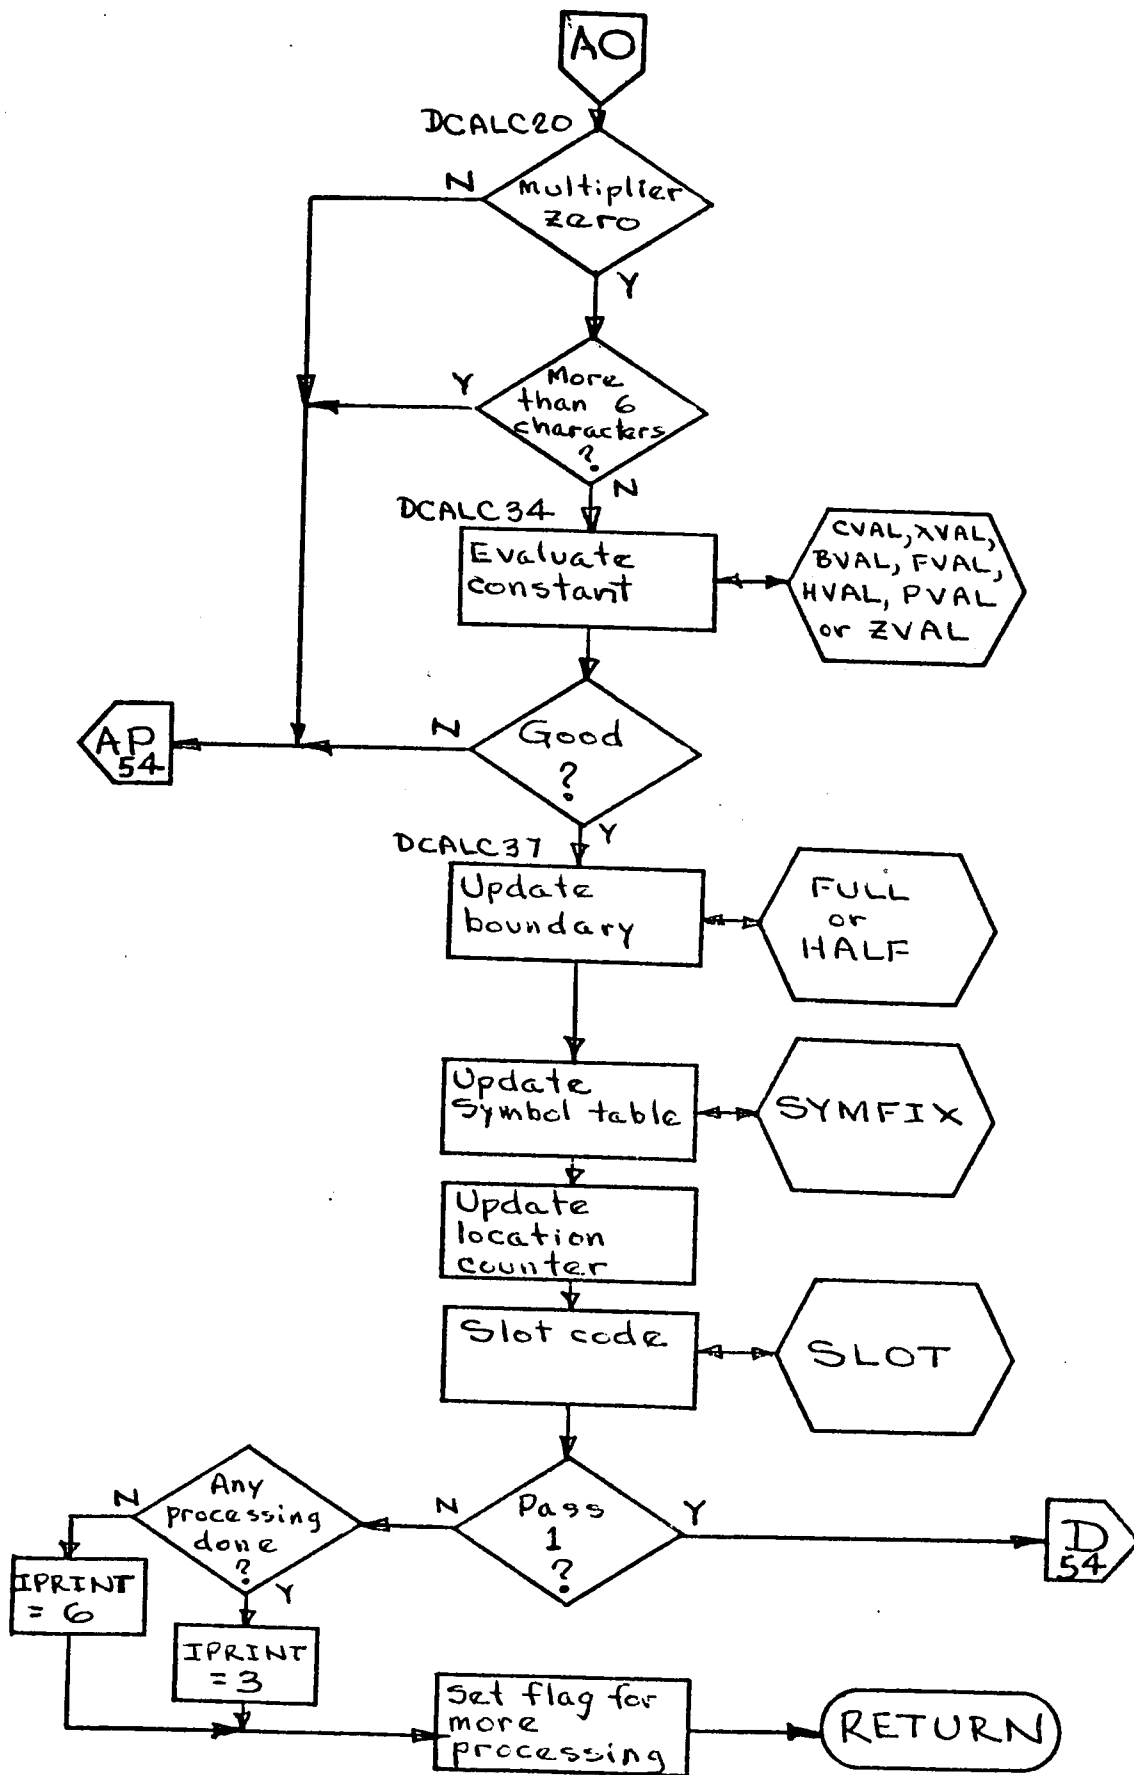 AO
DCALC20
N
multiplier
zero
Y
Y
More
than 6
characters
?
N
DCALC34
Evaluate
constant
CVAL, XVAL,
BVAL, FVAL,
HVAL, PVAL
or ZVAL
AP
54
N
Good
?
Y
DCALC37
Update
boundary
FULL
or
HALF
Update
Symbol table
SYMFIX
Update
location
counter
Slot code
SLOT
N
Any
processing
done
?
Y
N
Pass
1
?
Y
D
54
IPRINT
= 6
IPRINT
= 3
Set flag for
more
processing
RETURN